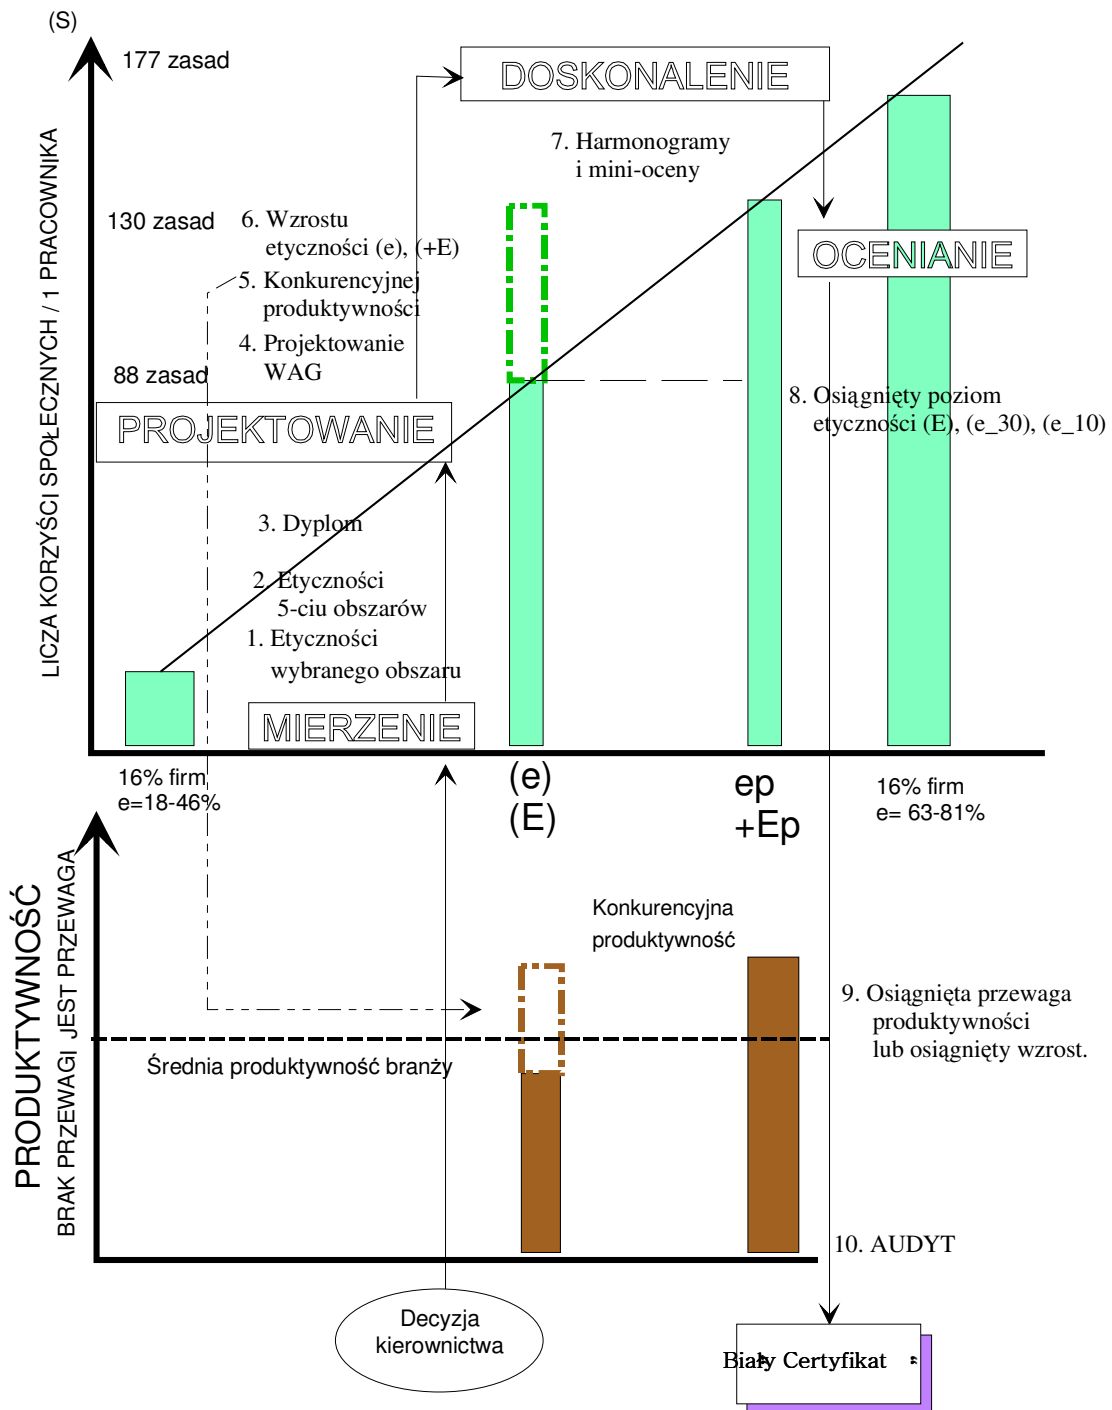 (S)
177 zasad
DOSKONALENIE
7. Harmonogramy
i mini-oceny
LICZA KORZYŚCI SPOŁECZNYCH / 1 PRACOWNIKA
130 zasad
6. Wzrostu
etyczności (e), (+E)
5. Konkurencyjnej
produktywności
4. Projektowanie
WAG
OCENIANIE
88 zasad
PROJEKTOWANIE
8. Osiągnięty poziom
etyczności (E), (e_30), (e_10)
3. Dyplom
2. Etyczności
5-ciu obszarów
1. Etyczności
wybranego obszaru
MIERZENIE
16% firm
e=18-46%
(e)
(E)
ep
+Ep
16% firm
e= 63-81%
PRODUKTYWNOŚĆ
BRAK PRZEWAGI JEST PRZEWAGA
Konkurencyjna
produktywność
9. Osiągnięta przewaga
produktywności
lub osiągnięty wzrost.
Średnia produktywność branży
10. AUDYT
Decyzja
kierownictwa
Biały Certyfikat ”